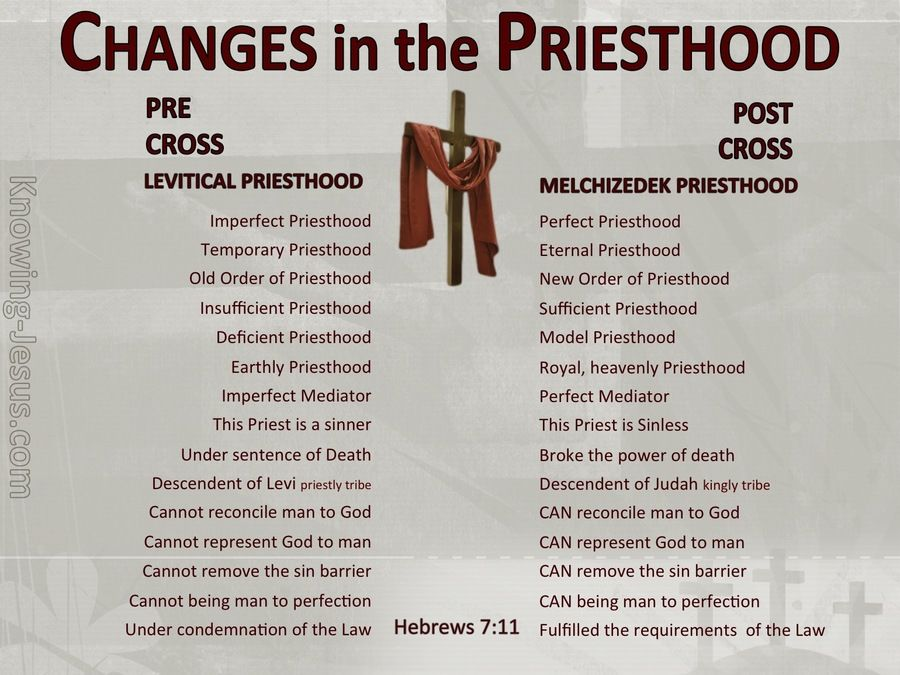 CHANGES in the PRIESTHOOD
PRE
CROSS
LEVITICAL PRIESTHOOD
Imperfect Priesthood
Temporary Priesthood
Old Order of Priesthood
Insufficient Priesthood
Deficient Priesthood
Earthly Priesthood
Imperfect Mediator
This Priest is a sinner
Under sentence of Death
Descendent of Levi priestly tribe
Cannot reconcile man to God
Cannot represent God to man
Cannot remove the sin barrier
Cannot being man to perfection
Under condemnation of the Law
POST
CROSS
MELCHIZEDEK PRIESTHOOD
Perfect Priesthood
Eternal Priesthood
New Order of Priesthood
Sufficient Priesthood
Model Priesthood
Royal, heavenly Priesthood
Perfect Mediator
This Priest is Sinless
Broke the power of death
Descendent of Judah kingly tribe
CAN reconcile man to God
CAN represent God to man
CAN remove the sin barrier
CAN being man to perfection
Fulfilled the requirements of the Law
Hebrews 7:11
Knowing-Jesus.com